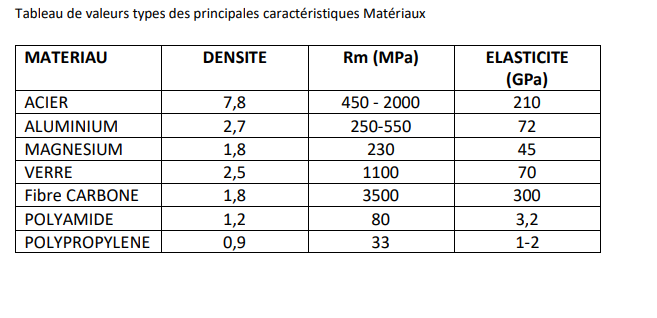 Tableau de valeurs types des principales caractéristiques Matériaux
MATERIAU DENSITE Rm (MPa) ELASTICITE
(GPa)
ACIER 7,8 450 - 2000 210
ALUMINIUM 2,7 250-550 72
MAGNESIUM 1,8 230 45
VERRE 2,5 1100 70
Fibre CARBONE 1,8 3500 300
POLYAMIDE 1,2 80 3,2
POLYPROPYLENE 0,9 33 1-2